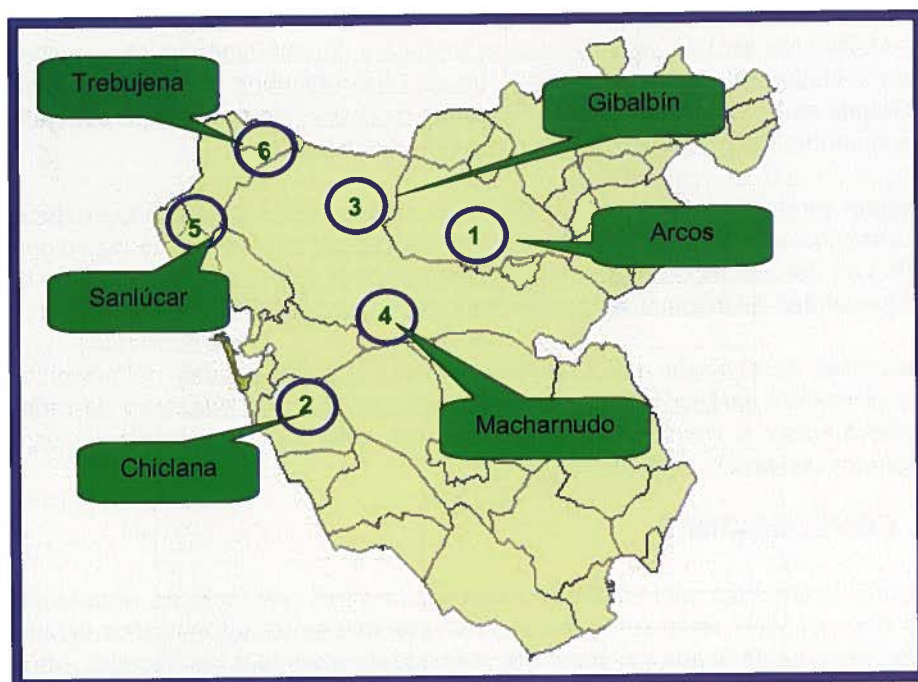 Trebujena
Gibalbín
6
3
5
1
Arcos
Sanlúcar
4
2
Macharnudo
Chiclana